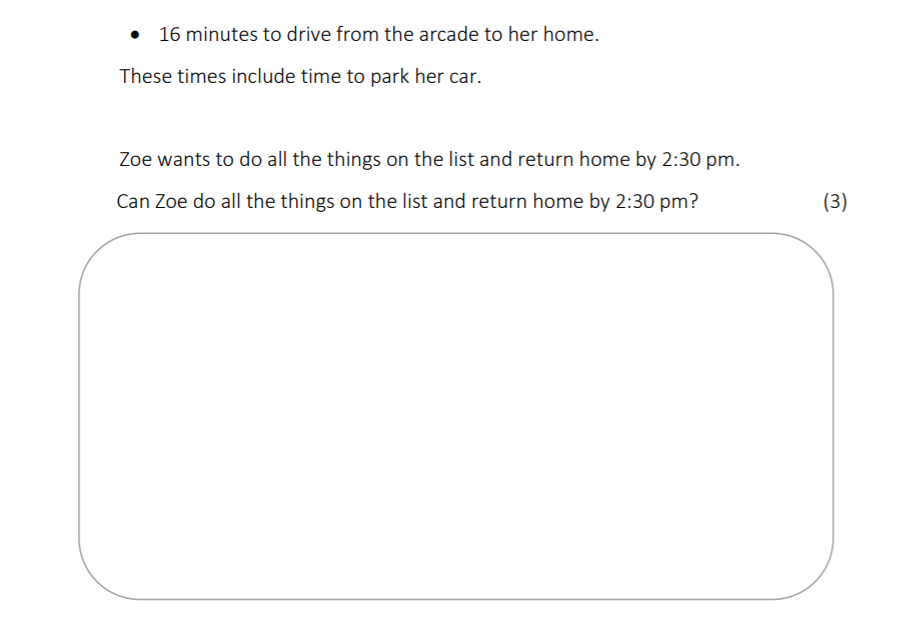 • 16 minutes to drive from the arcade to her home.
These times include time to park her car.
Zoe wants to do all the things on the list and return home by 2:30 pm.
Can Zoe do all the things on the list and return home by 2:30 pm? (3)